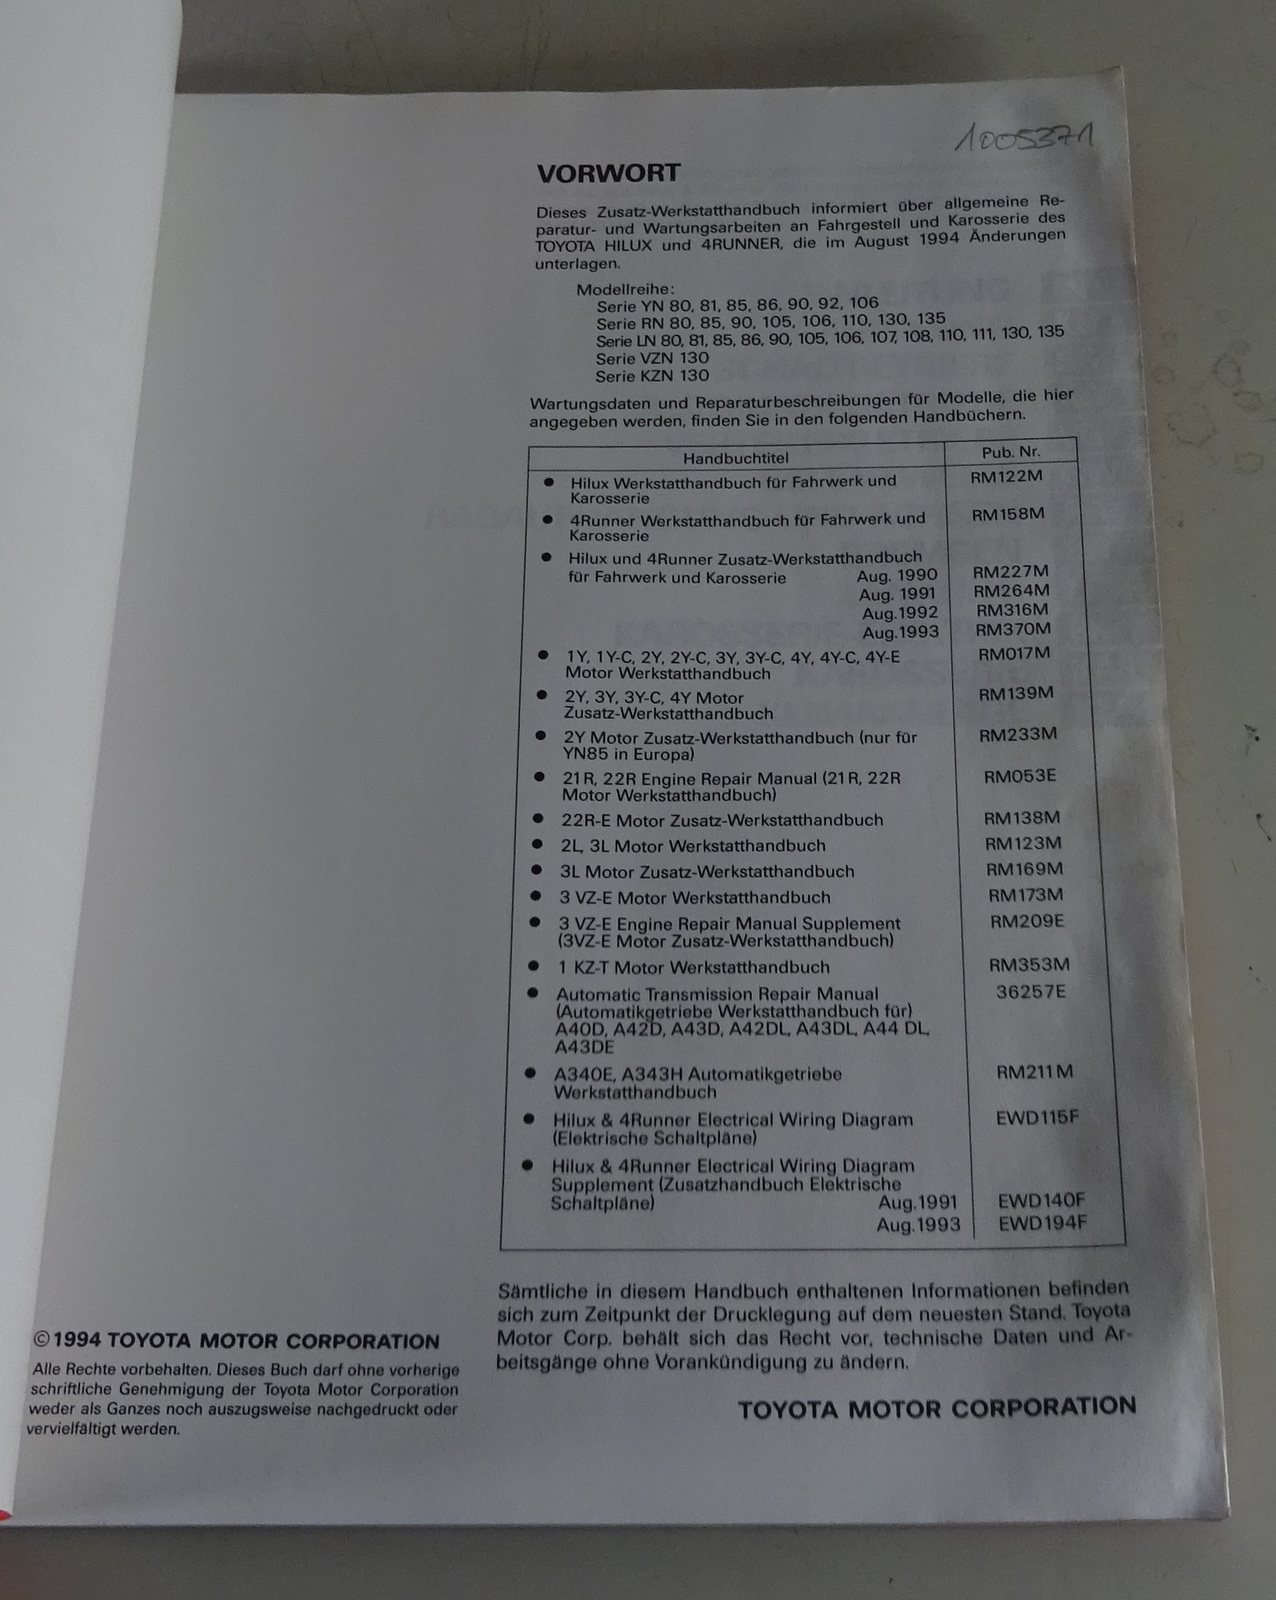 1005371
VORWORT
Dieses Zusatz-Werkstatthandbuch informiert über allgemeine Re-
paratur- und Wartungsarbeiten an Fahrgestell und Karosserie des
TOYOTA HILUX und 4RUNNER, die im August 1994 Änderungen
unterlagen.
Modellreihe:
Serie YN 80, 81, 85, 86, 90, 92, 106
Serie RN 80, 85, 90, 105, 106, 110, 130, 135
Serie LN 80, 81, 85, 86, 90, 105, 106, 107, 108, 110, 111, 130, 135
Serie VZN 130
Serie KZN 130
Wartungsdaten und Reparaturbeschreibungen für Modelle, die hier
angegeben werden, finden Sie in den folgenden Handbüchern.
Handbuchtitel Pub. Nr.
● Hilux Werkstatthandbuch für Fahrwerk und RM122M
Karosserie
● 4Runner Werkstatthandbuch für Fahrwerk und RM158M
Karosserie
● Hilux und 4Runner Zusatz-Werkstatthandbuch
für Fahrwerk und Karosserie Aug. 1990 RM227M
Aug. 1991 RM264M
Aug.1992 RM316M
Aug.1993 RM370M
● 1Y, 1Y-C, 2Y, 2Y-C, 3Y, 3Y-C, 4Y, 4Y-C, 4Y-E RM017M
Motor Werkstatthandbuch
● 2Y, 3Y, 3Y-C, 4Y Motor RM139M
Zusatz-Werkstatthandbuch
● 2Y Motor Zusatz-Werkstatthandbuch (nur für RM233M
YN85 in Europa)
● 21R, 22R Engine Repair Manual (21R, 22R RM053E
Motor Werkstatthandbuch)
● 22R-E Motor Zusatz-Werkstatthandbuch RM138M
● 2L, 3L Motor Werkstatthandbuch RM123M
● 3L Motor Zusatz-Werkstatthandbuch RM169M
● 3 VZ-E Motor Werkstatthandbuch RM173M
● 3 VZ-E Engine Repair Manual Supplement RM209E
(3VZ-E Motor Zusatz-Werkstatthandbuch)
● 1 KZ-T Motor Werkstatthandbuch RM353M
● Automatic Transmission Repair Manual 36257E
(Automatikgetriebe Werkstatthandbuch für)
A40D, A42D, A43D, A42DL, A43DL, A44 DL,
A43DE
● A340E, A343H Automatikgetriebe RM211M
Werkstatthandbuch
● Hilux & 4Runner Electrical Wiring Diagram EWD115F
(Elektrische Schaltpläne)
● Hilux & 4Runner Electrical Wiring Diagram
Supplement (Zusatzhandbuch Elektrische
Schaltpläne) Aug.1991 EWD140F
Aug.1993 EWD194F
Sämtliche in diesem Handbuch enthaltenen Informationen befinden
sich zum Zeitpunkt der Drucklegung auf dem neuesten Stand. Toyota
Motor Corp. behält sich das Recht vor, technische Daten und Ar-
beitsgänge ohne Vorankündigung zu ändern.
TOYOTA MOTOR CORPORATION
©1994 TOYOTA MOTOR CORPORATION
Alle Rechte vorbehalten. Dieses Buch darf ohne vorherige
schriftliche Genehmigung der Toyota Motor Corporation
weder als Ganzes noch auszugsweise nachgedruckt oder
vervielfältigt werden.